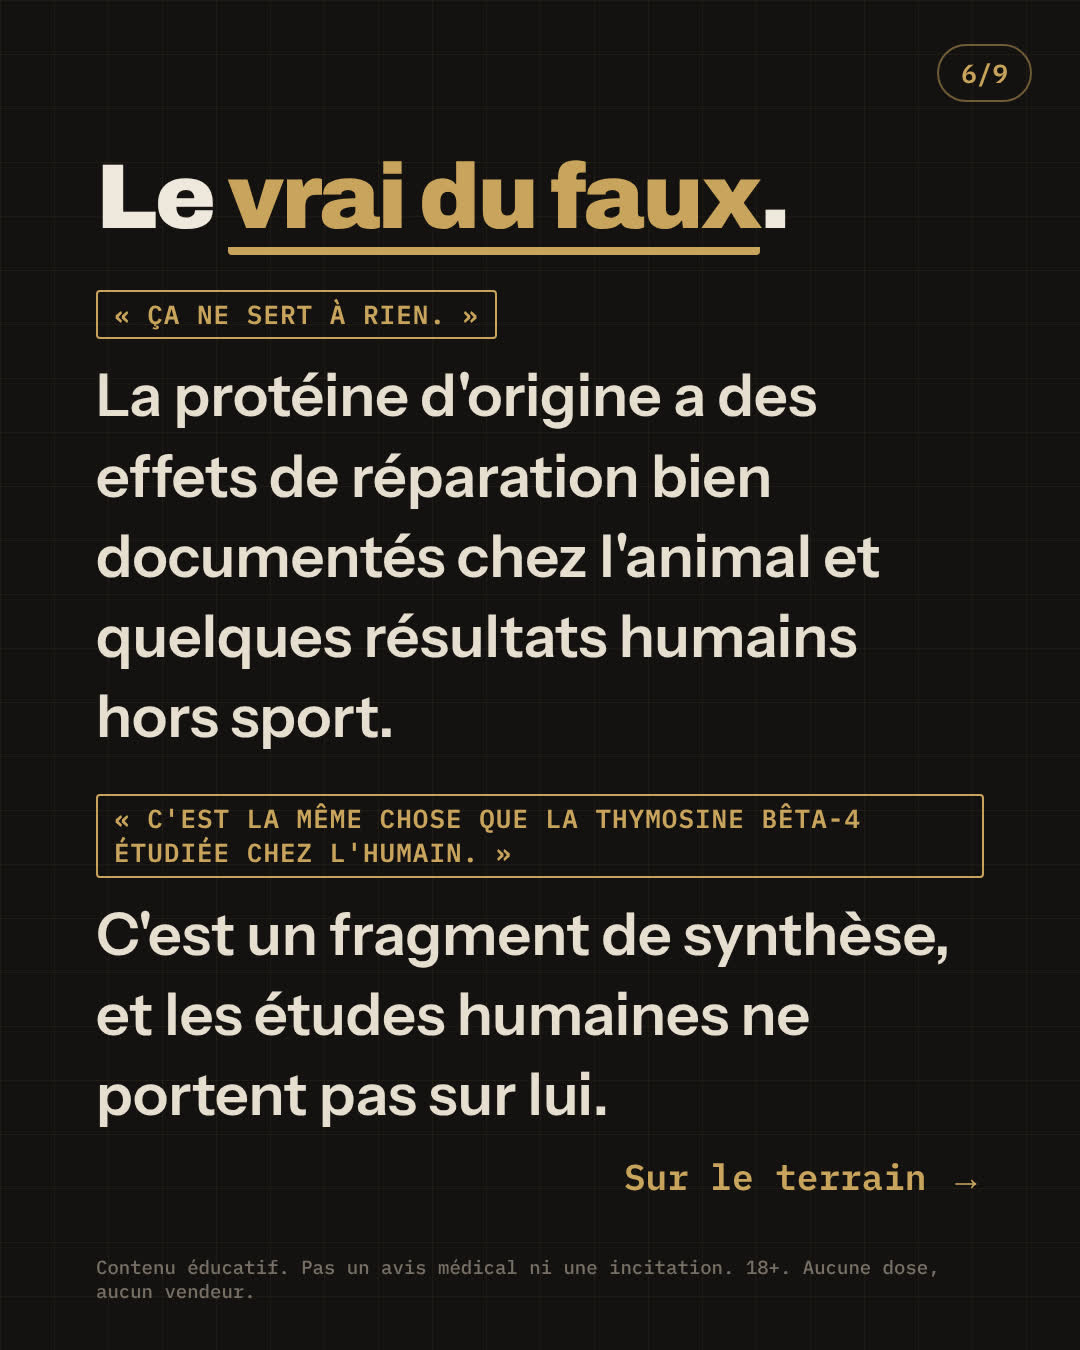 6/9
Le vrai du faux.
« ÇA NE SERT À RIEN. »
La protéine d'origine a des
effets de réparation bien
documentés chez l'animal et
quelques résultats humains
hors sport.
« C'EST LA MÊME CHOSE QUE LA THYMOSINE BÊTA-4
ÉTUDIÉE CHEZ L'HUMAIN. »
C'est un fragment de synthèse,
et les études humaines ne
portent pas sur lui.
Sur le terrain →
Contenu éducatif. Pas un avis médical ni une incitation. 18+. Aucune dose,
aucun vendeur.